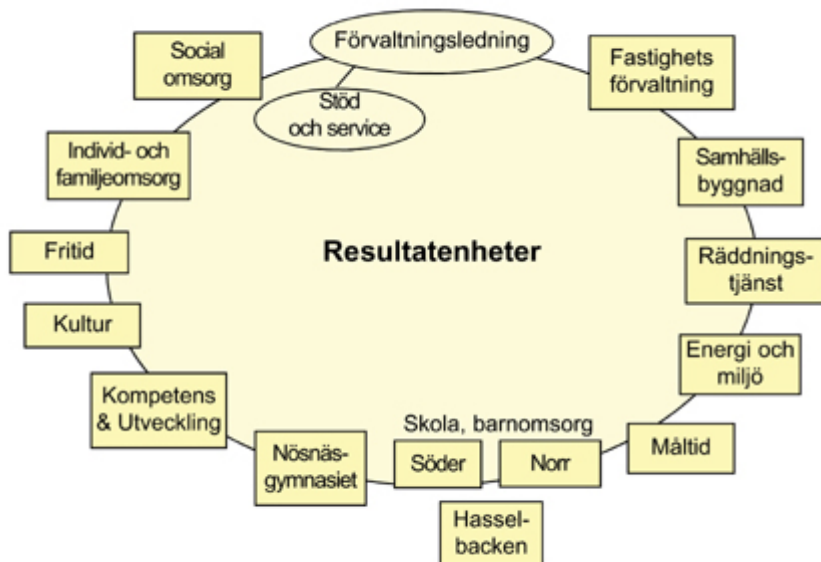 Förvaltningsledning
Social
omsorg
Fastighets
förvaltning
Stöd
och service
Individ- och
familjeomsorg
Samhälls-
byggnad
Fritid
Resultatenheter
Räddnings-
tjänst
Kultur
Energi och
miljö
Kompetens
& Utveckling
Skola, barnomsorg
Nösnäs-
gymnasiet
Söder
Norr
Måltid
Hassel-
backen